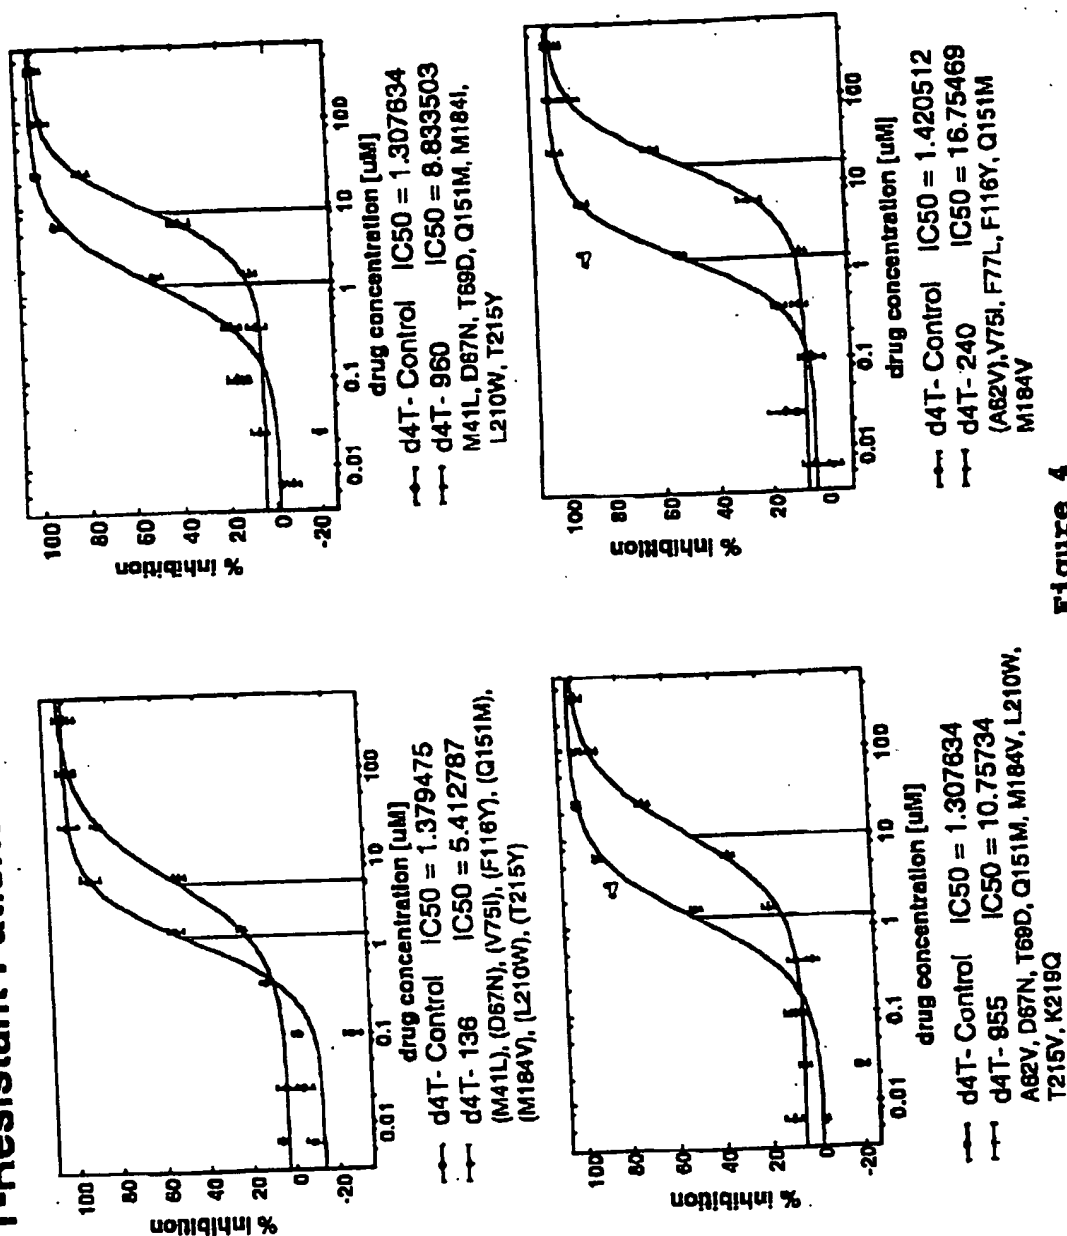 100
80
60
40
20
0
-20
% inhibition
0.01
0.1
1
10
100
drug concentration [uM]
d4T- Control IC50 = 1.379475
d4T- 136 IC50 = 5.412787
(M41L), (D67N), (V75I), (F116Y), (Q151M),
(M184V), (L210W), (T215Y)
100
80
60
40
20
0
-20
% inhibition
0.01
0.1
1
10
100
drug concentration [uM]
d4T- Control IC50 = 1.307634
d4T- 960 IC50 = 8.833503
M41L, D67N, T69D, Q151M, M184I,
L210W, T215Y
100
80
60
40
20
0
-20
% inhibition
0.01
0.1
1
10
100
drug concentration [uM]
d4T- Control IC50 = 1.307634
d4T- 955 IC50 = 10.75734
A62V, D67N, T69D, Q151M, M184V, L210W,
T215V, K219Q
100
80
60
40
20
0
% inhibition
0.01
0.1
1
10
100
drug concentration [uM]
d4T- Control IC50 = 1.420512
d4T- 240 IC50 = 16.75469
(A62V),V75I, F77L, F116Y, Q151M
M184V
Figure 4